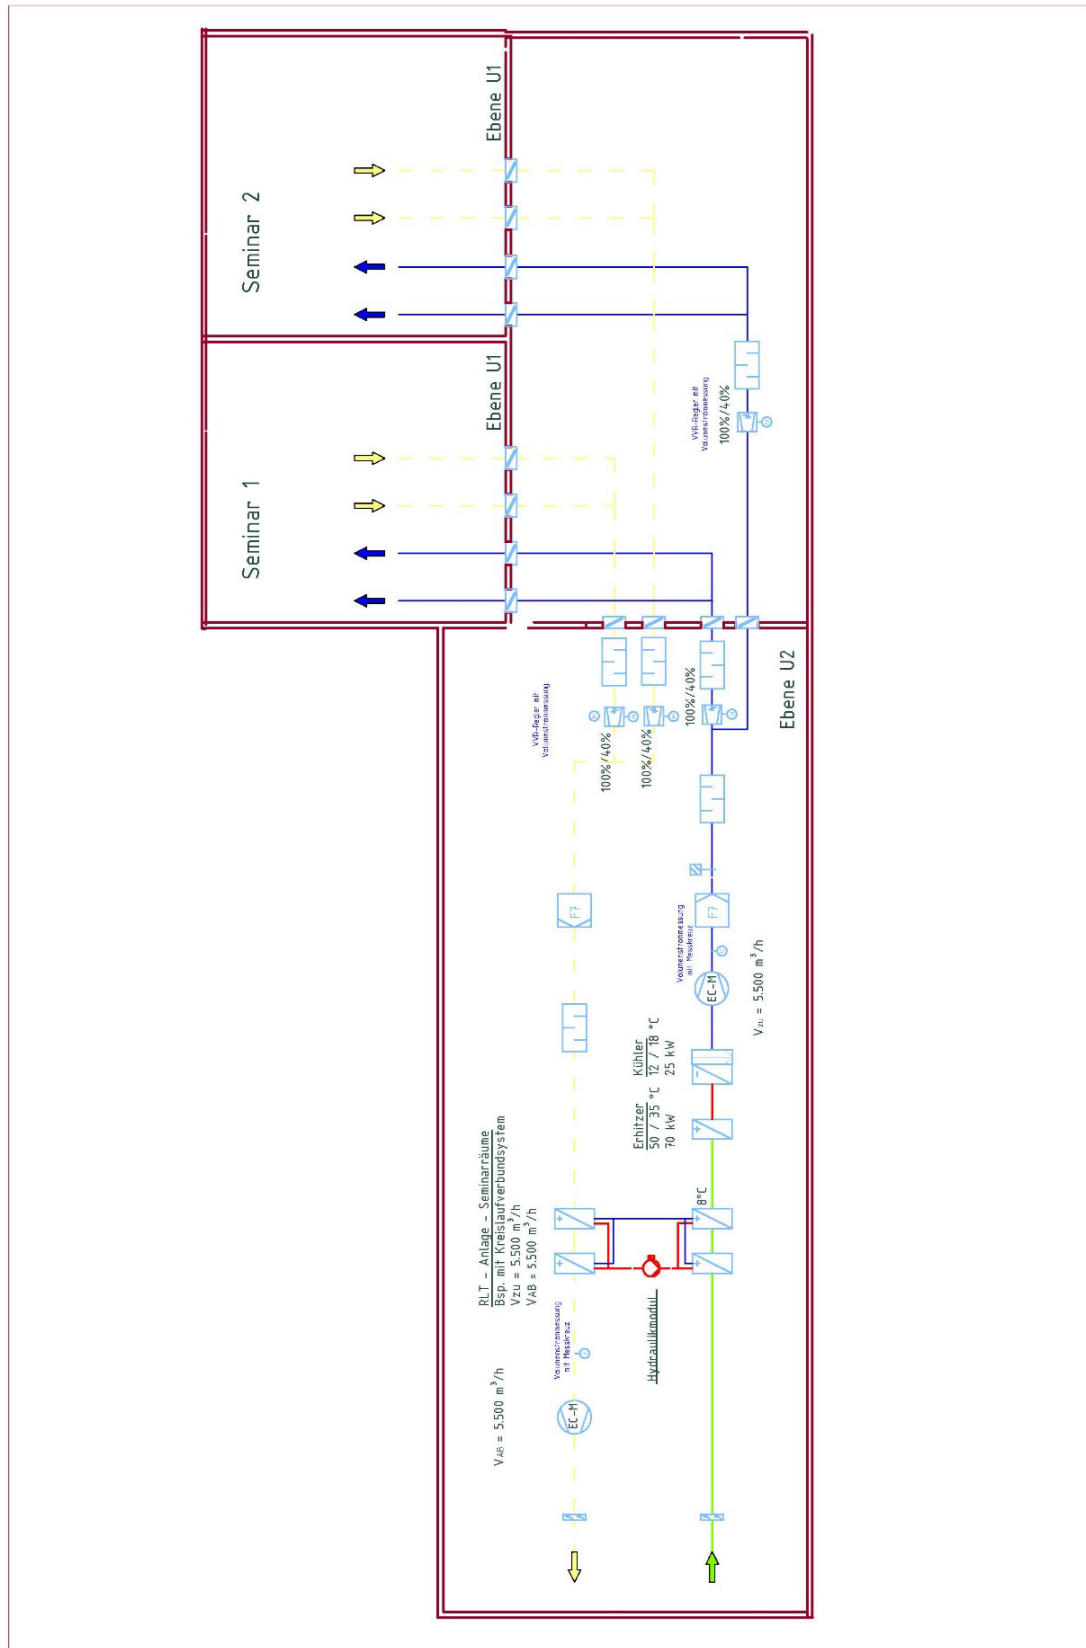 Seminar 2
Ebene U1
Seminar 1
Ebene U1
VVR-Regler mit
Volumenstrommessung
100%/40%
VVR-Regler mit
Volumenstrommessung
100%/40%
100%/40%
100%/40%
Ebene U2
F7
F7
Volumenstrommessung
mit Messkreuz
EC-M
Vzu = 5.500 m³/h
Kühler
12 / 18 °C
25 kW
Erhitzer
50 / 35 °C
70 kW
8°C
RLT - Anlage - Seminarräume
Bsp. mit Kreislaufverbundsystem
Vzu = 5.500 m³/h
VAB = 5.500 m³/h
Volumenstrommessung
mit Messkreuz
Hydraulikmodul
EC-M
VAB = 5.500 m³/h